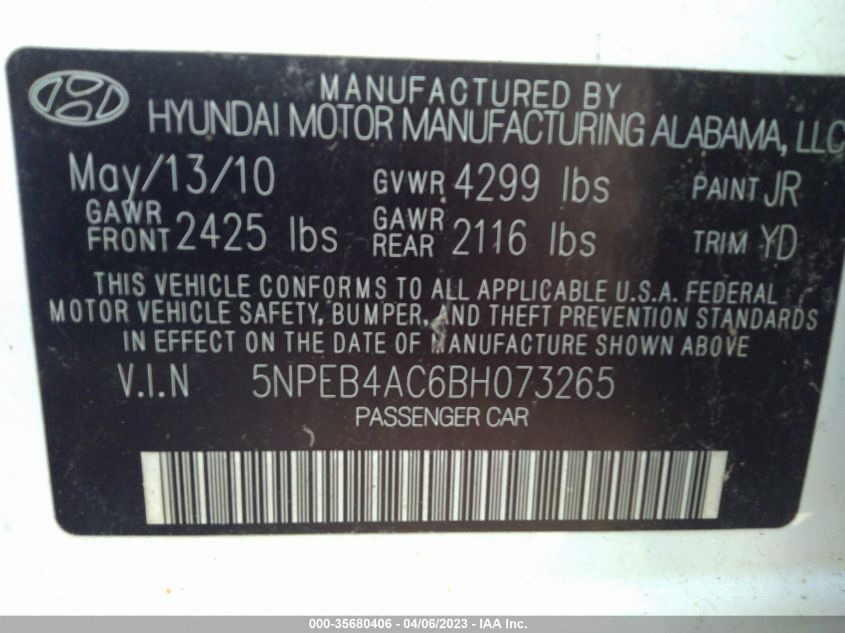 MANUFACTURED BY
HYUNDAI MOTOR MANUFACTURING ALABAMA, LLC
May/13/10 GVWR 4299 lbs PAINT JR
GAWR FRONT 2425 lbs GAWR REAR 2116 lbs TRIM YD
THIS VEHICLE CONFORMS TO ALL APPLICABLE U.S.A. FEDERAL
MOTOR VEHICLE SAFETY, BUMPER, AND THEFT PREVENTION STANDARDS
IN EFFECT ON THE DATE OF MANUFACTURE SHOWN ABOVE
V.I.N 5NPEB4AC6BH073265
PASSENGER CAR
000-35680406 - 04/06/2023 - IAA Inc.